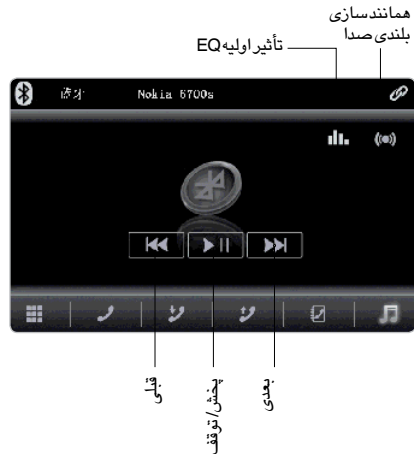 همانندسازی
بلندی صدا
تأثیر اولیه EQ
Nokia 6700s
قبلی
پخش/توقف
بعدی